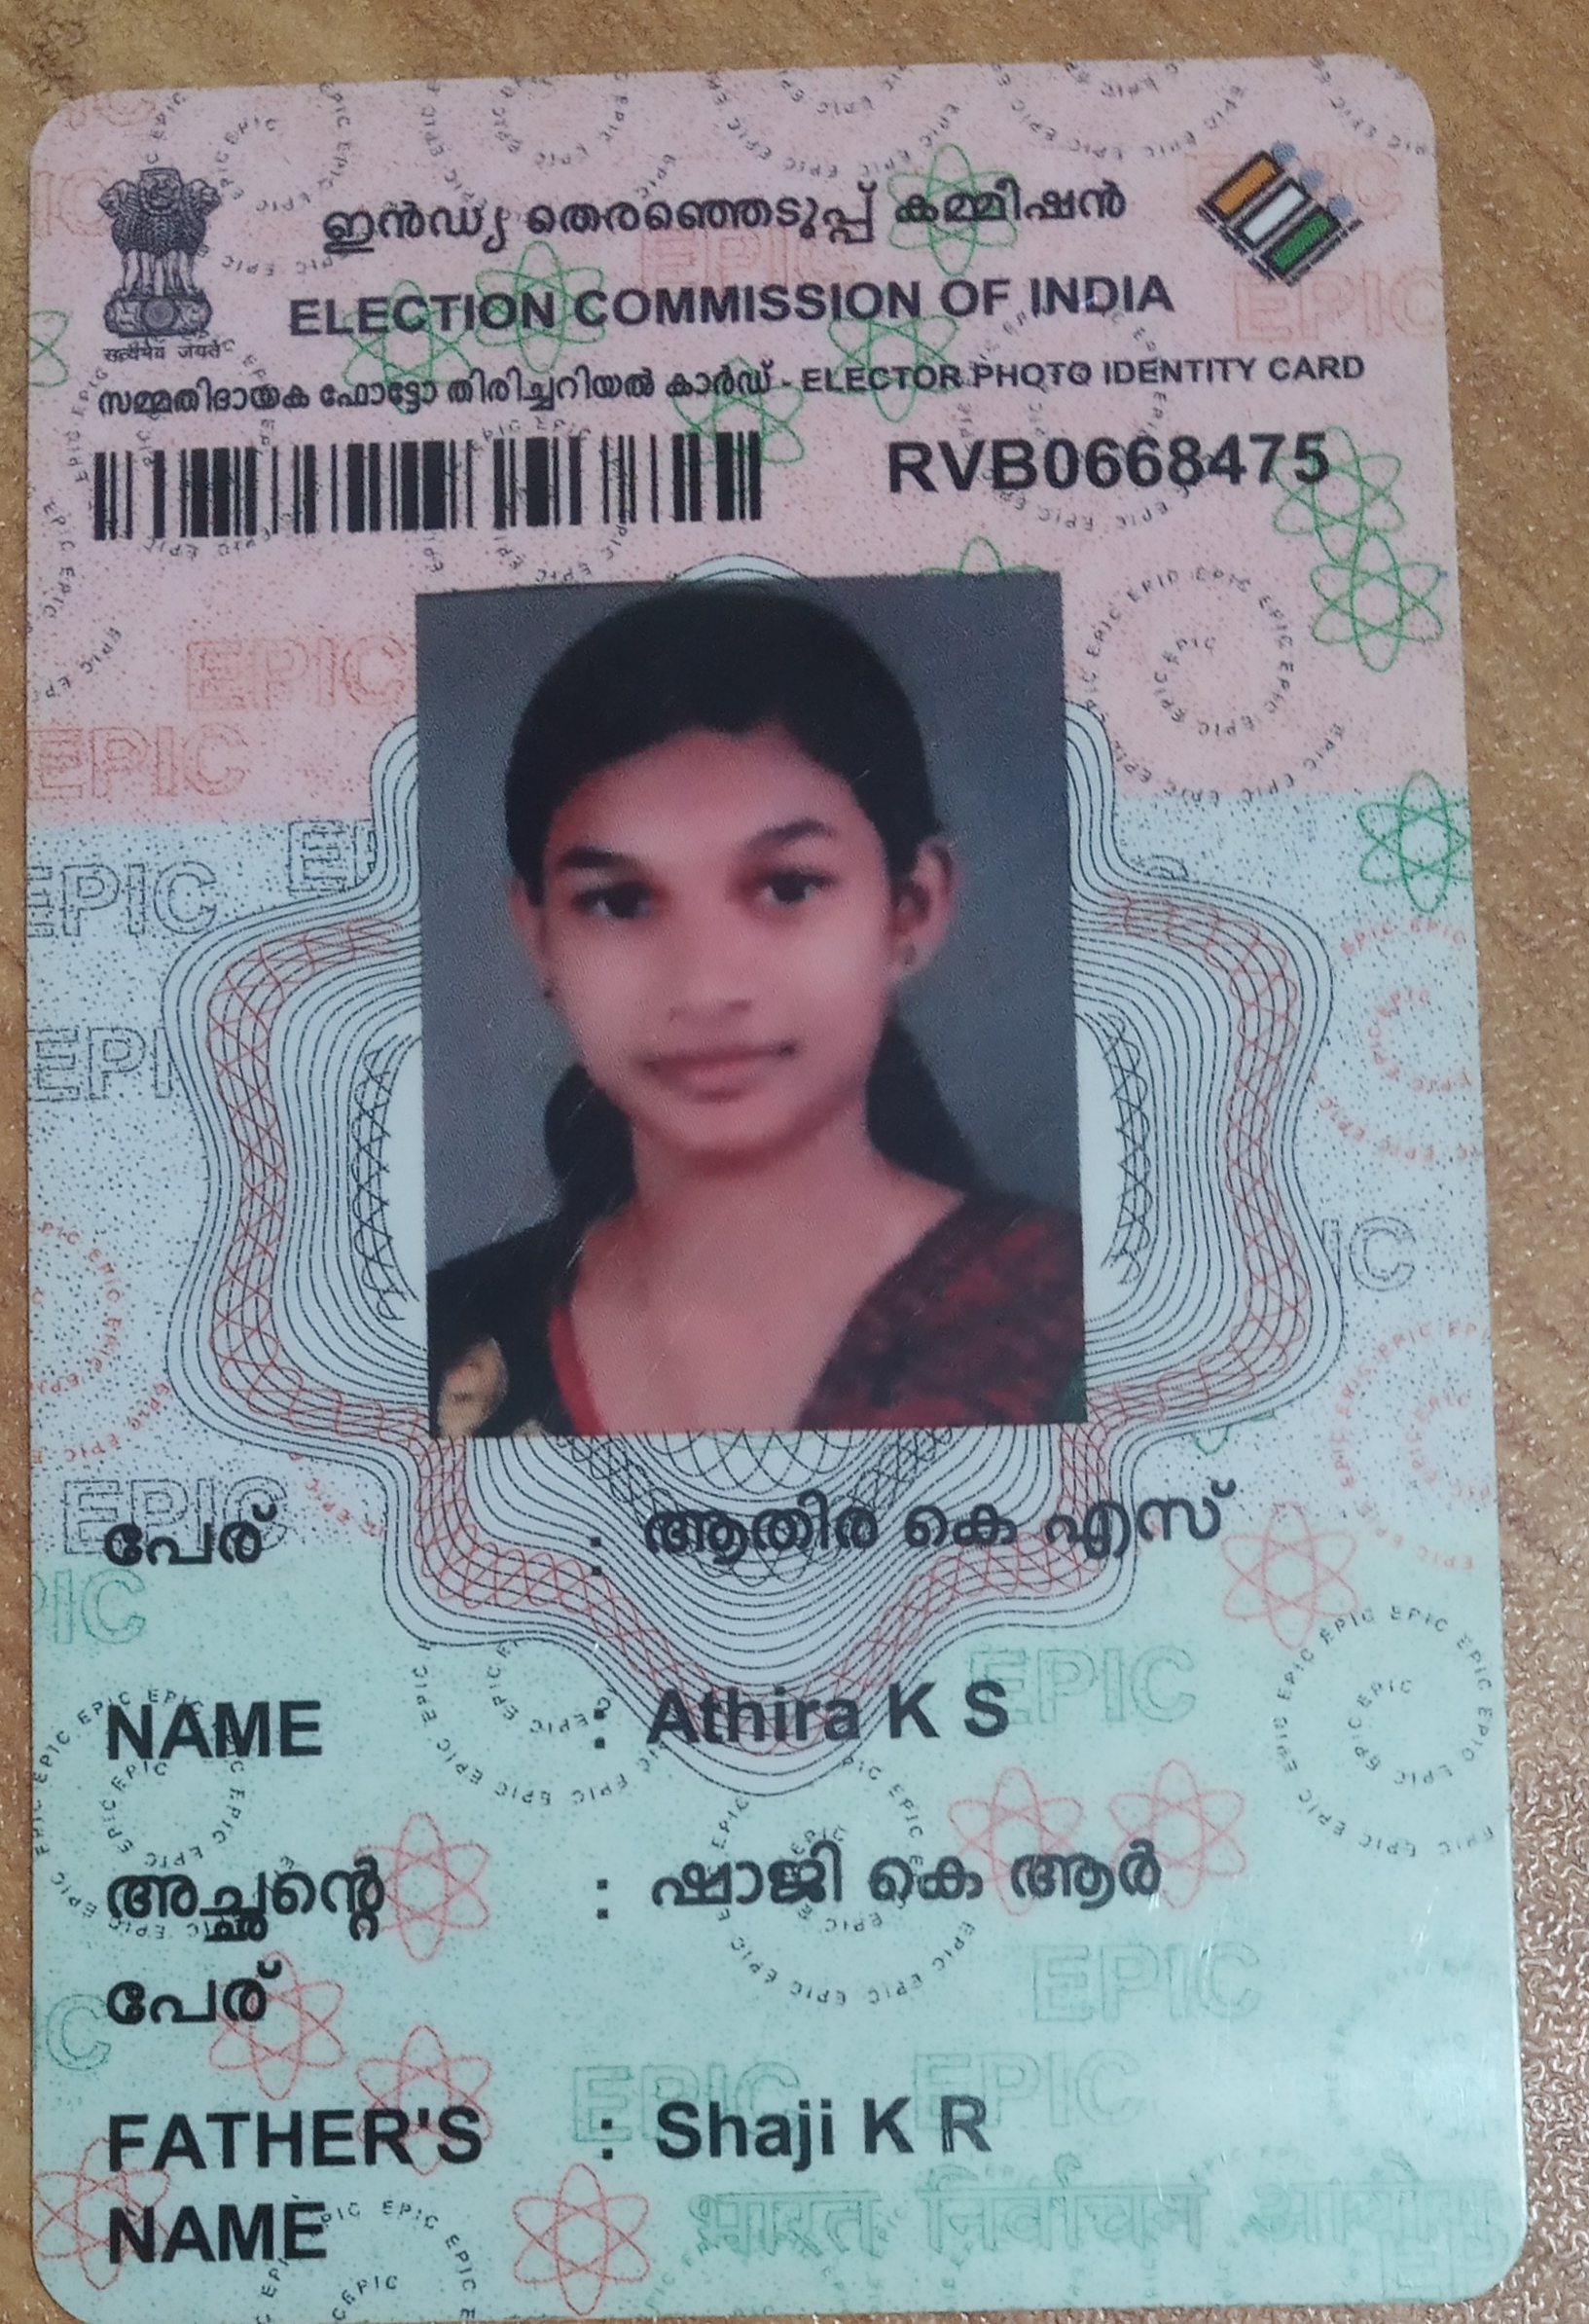 ഇൻഡ്യ തെരഞ്ഞെടുപ്പ് കമ്മീഷൻ
ELECTION COMMISSION OF INDIA
सत्यमेव जयते
സമ്മതിദായക ഫോട്ടോ തിരിച്ചറിയൽ കാർഡ് - ELECTOR PHOTO IDENTITY CARD
RVB0668475
പേര് : ആതിര കെ എസ്
NAME : Athira K S
അച്ഛന്റെ : ഷാജി കെ ആർ
പേര്
FATHER'S : Shaji K R
NAME
भारत निर्वाचन आयोग